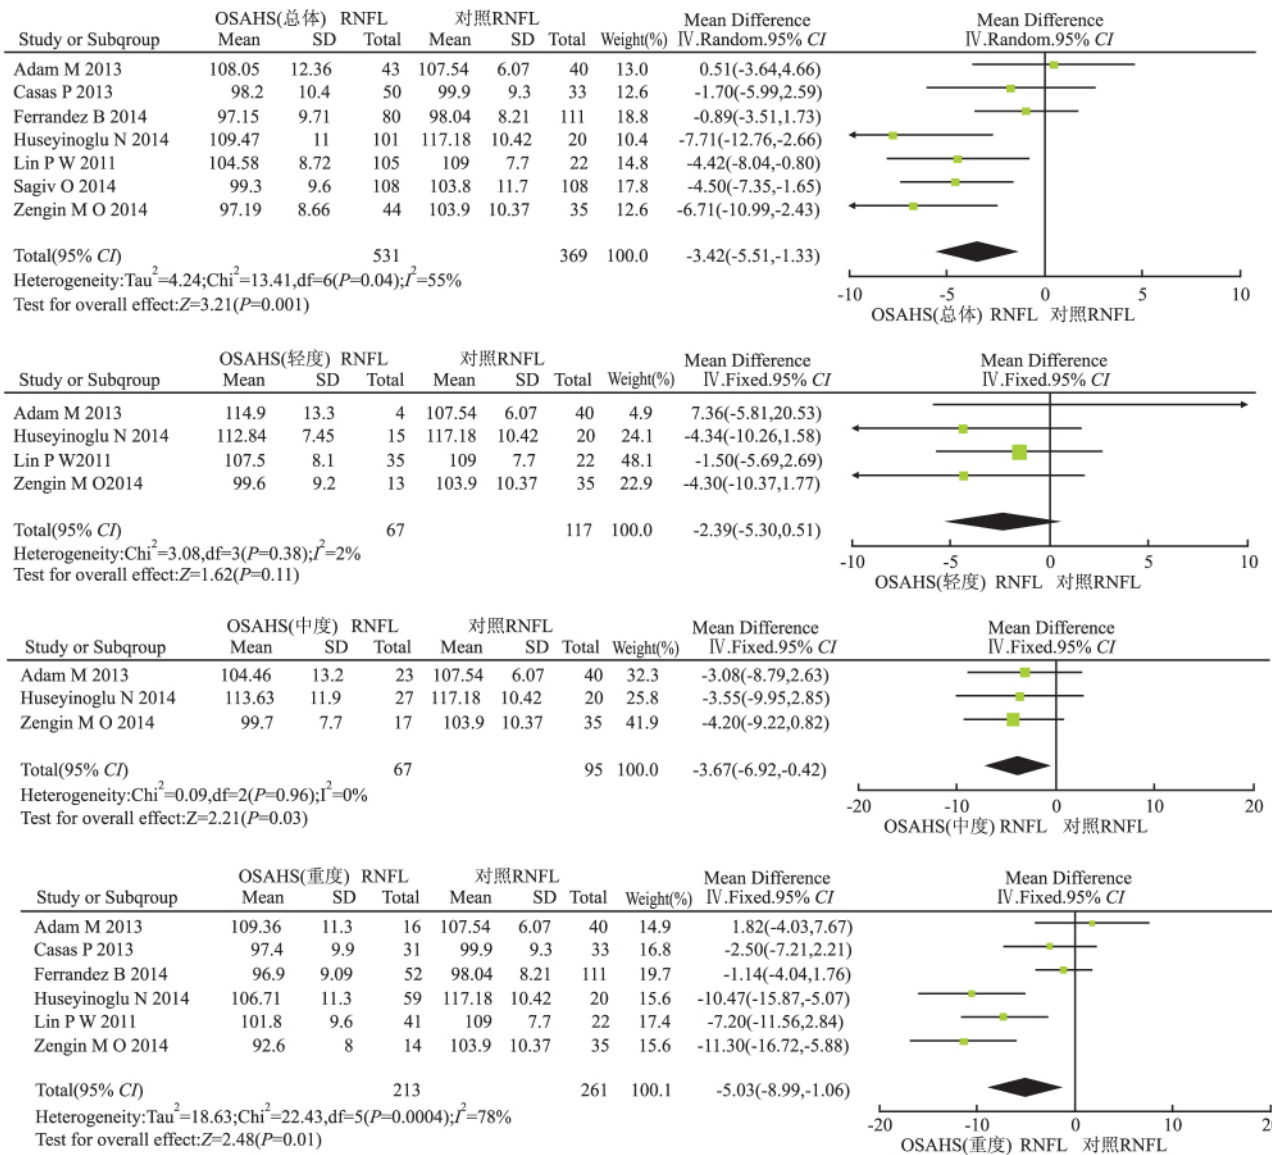 OSAHS(总体) RNFL 对照RNFL Mean Difference Mean Difference
Study or Subqroup Mean SD Total Mean SD Total Weight(%) Ⅳ.Random.95% CI Ⅳ.Random.95% CI
Adam M 2013 108.05 12.36 43 107.54 6.07 40 13.0 0.51(-3.64,4.66)
Casas P 2013 98.2 10.4 50 99.9 9.3 33 12.6 -1.70(-5.99,2.59)
Ferrandez B 2014 97.15 9.71 80 98.04 8.21 111 18.8 -0.89(-3.51,1.73)
Huseyinoglu N 2014 109.47 11 101 117.18 10.42 20 10.4 -7.71(-12.76,-2.66)
Lin P W 2011 104.58 8.72 105 109 7.7 22 14.8 -4.42(-8.04,-0.80)
Sagiv O 2014 99.3 9.6 108 103.8 11.7 108 17.8 -4.50(-7.35,-1.65)
Zengin M O 2014 97.19 8.66 44 103.9 10.37 35 12.6 -6.71(-10.99,-2.43)
Total(95% CI) 531 369 100.0 -3.42(-5.51,-1.33)
Heterogeneity:Tau²=4.24;Chi²=13.41,df=6(P=0.04);I²=55%
Test for overall effect:Z=3.21(P=0.001)
-10 -5 0 5 10
OSAHS(总体) RNFL 对照RNFL
OSAHS(轻度) RNFL 对照RNFL Mean Difference Mean Difference
Study or Subgroup Mean SD Total Mean SD Total Weight(%) Ⅳ.Fixed.95% CI Ⅳ.Fixed.95% CI
Adam M 2013 114.9 13.3 4 107.54 6.07 40 4.9 7.36(-5.81,20.53)
Huseyinoglu N 2014 112.84 7.45 15 117.18 10.42 20 24.1 -4.34(-10.26,1.58)
Lin P W2011 107.5 8.1 35 109 7.7 22 48.1 -1.50(-5.69,2.69)
Zengin M O2014 99.6 9.2 13 103.9 10.37 35 22.9 -4.30(-10.37,1.77)
Total(95% CI) 67 117 100.0 -2.39(-5.30,0.51)
Heterogeneity:Chi²=3.08,df=3(P=0.38);I²=2%
Test for overall effect:Z=1.62(P=0.11)
-10 -5 0 5 10
OSAHS(轻度) RNFL 对照RNFL
OSAHS(中度) RNFL 对照RNFL Mean Difference Mean Difference
Study or Subgroup Mean SD Total Mean SD Total Weight(%) Ⅳ.Fixed.95% CI Ⅳ.Fixed.95% CI
Adam M 2013 104.46 13.2 23 107.54 6.07 40 32.3 -3.08(-8.79,2.63)
Huseyinoglu N 2014 113.63 11.9 27 117.18 10.42 20 25.8 -3.55(-9.95,2.85)
Zengin M O 2014 99.7 7.7 17 103.9 10.37 35 41.9 -4.20(-9.22,0.82)
Total(95% CI) 67 95 100.0 -3.67(-6.92,-0.42)
Heterogeneity:Chi²=0.09,df=2(P=0.96);I²=0%
Test for overall effect:Z=2.21(P=0.03)
-20 -10 0 10 20
OSAHS(中度) RNFL 对照RNFL
OSAHS(重度) RNFL 对照RNFL Mean Difference Mean Difference
Study or Subgroup Mean SD Total Mean SD Total Weight(%) Ⅳ.Fixed.95% CI Ⅳ.Fixed.95% CI
Adam M 2013 109.36 11.3 16 107.54 6.07 40 14.9 1.82(-4.03,7.67)
Casas P 2013 97.4 9.9 31 99.9 9.3 33 16.8 -2.50(-7.21,2.21)
Ferrandez B 2014 96.9 9.09 52 98.04 8.21 111 19.7 -1.14(-4.04,1.76)
Huseyinoglu N 2014 106.71 11.3 59 117.18 10.42 20 15.6 -10.47(-15.87,-5.07)
Lin P W 2011 101.8 9.6 41 109 7.7 22 17.4 -7.20(-11.56,2.84)
Zengin M O 2014 92.6 8 14 103.9 10.37 35 15.6 -11.30(-16.72,-5.88)
Total(95% CI) 213 261 100.1 -5.03(-8.99,-1.06)
Heterogeneity:Tau²=18.63;Chi²=22.43,df=5(P=0.0004);I²=78%
Test for overall effect:Z=2.48(P=0.01)
-20 -10 0 10
OSAHS(重度) RNFL 对照RNFL